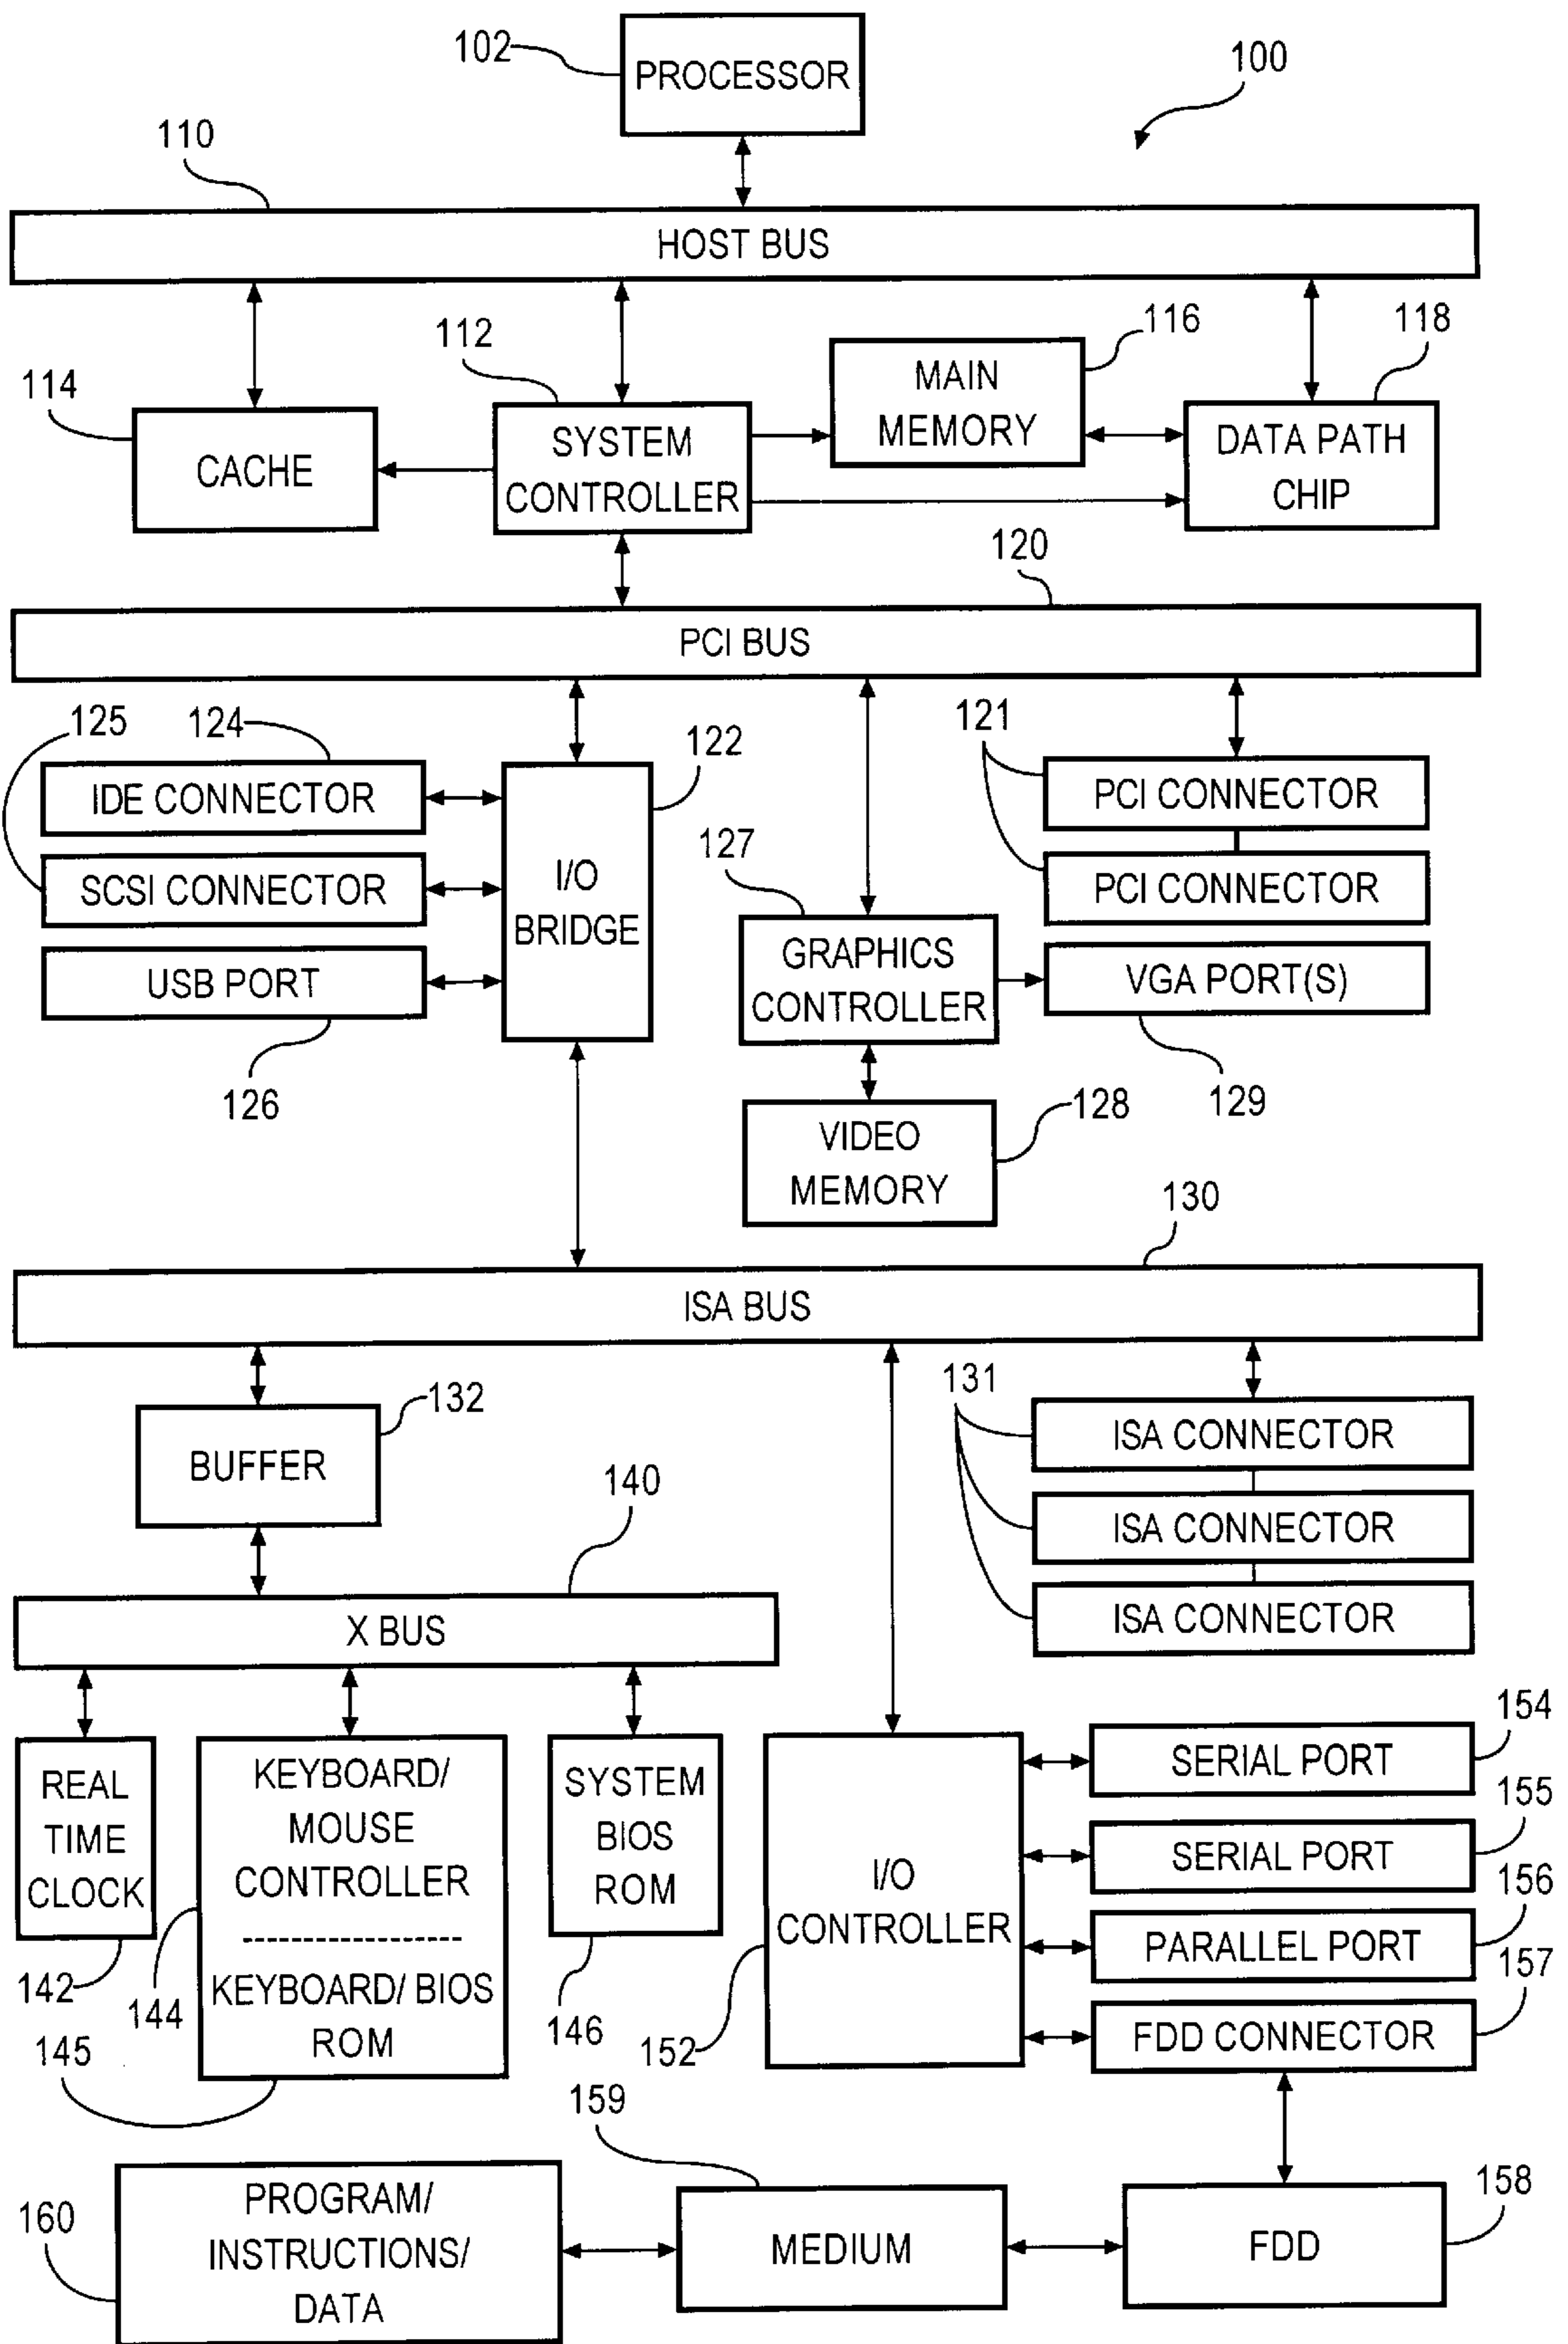 102
PROCESSOR
100
110
HOST BUS
112
116
118
114
CACHE
SYSTEM
CONTROLLER
MAIN
MEMORY
DATA PATH
CHIP
120
PCI BUS
125
124
122
121
IDE CONNECTOR
SCSI CONNECTOR
USB PORT
126
I/O
BRIDGE
127
PCI CONNECTOR
PCI CONNECTOR
GRAPHICS
CONTROLLER
VGA PORT(S)
129
VIDEO
MEMORY
128
130
ISA BUS
132
BUFFER
131
ISA CONNECTOR
ISA CONNECTOR
ISA CONNECTOR
140
X BUS
REAL
TIME
CLOCK
142
KEYBOARD/
MOUSE
CONTROLLER
144
KEYBOARD/ BIOS
ROM
145
SYSTEM
BIOS
ROM
146
I/O
CONTROLLER
152
154
SERIAL PORT
155
SERIAL PORT
156
PARALLEL PORT
157
FDD CONNECTOR
159
158
160
PROGRAM/
INSTRUCTIONS/
DATA
MEDIUM
FDD